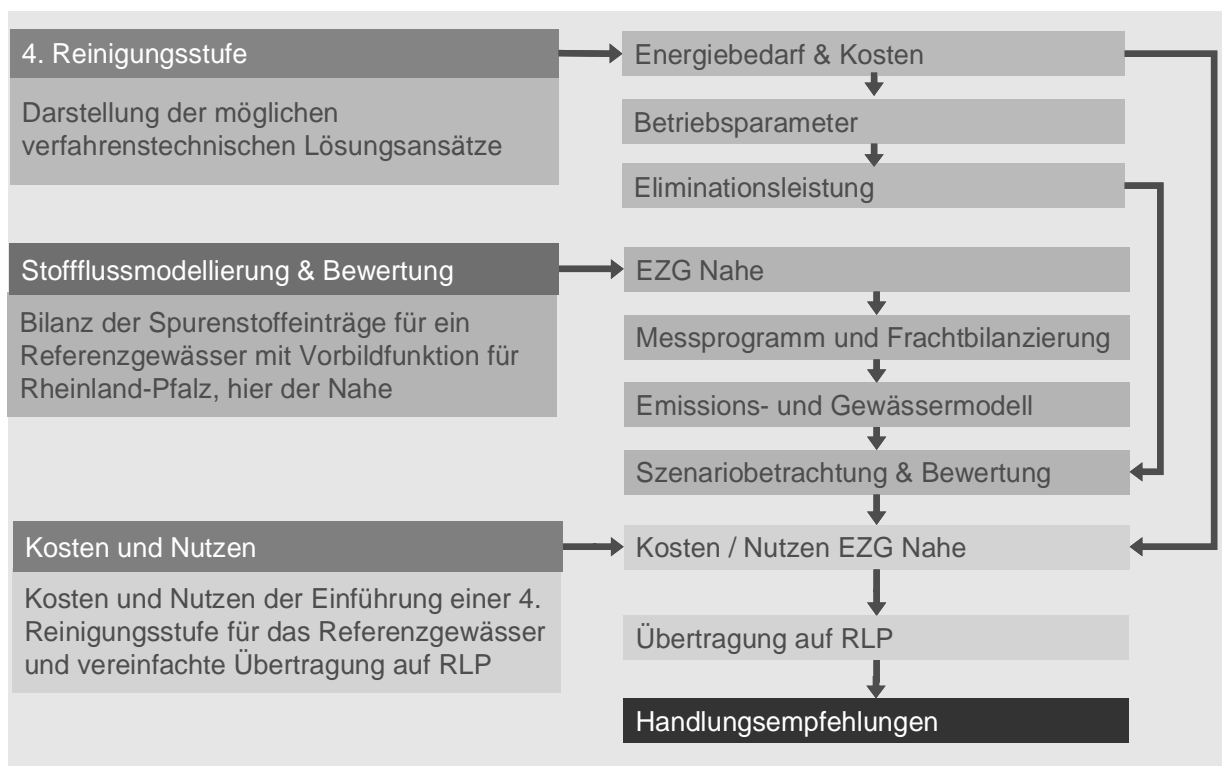 4. Reinigungsstufe
Darstellung der möglichen
verfahrenstechnischen Lösungsansätze
Energiebedarf & Kosten
Betriebsparameter
Eliminationsleistung
Stoffflussmodellierung & Bewertung
Bilanz der Spurenstoffeinträge für ein
Referenzgewässer mit Vorbildfunktion für
Rheinland-Pfalz, hier der Nahe
EZG Nahe
Messprogramm und Frachtbilanzierung
Emissions- und Gewässermodell
Szenariobetrachtung & Bewertung
Kosten und Nutzen
Kosten und Nutzen der Einführung einer 4.
Reinigungsstufe für das Referenzgewässer
und vereinfachte Übertragung auf RLP
Kosten / Nutzen EZG Nahe
Übertragung auf RLP
Handlungsempfehlungen